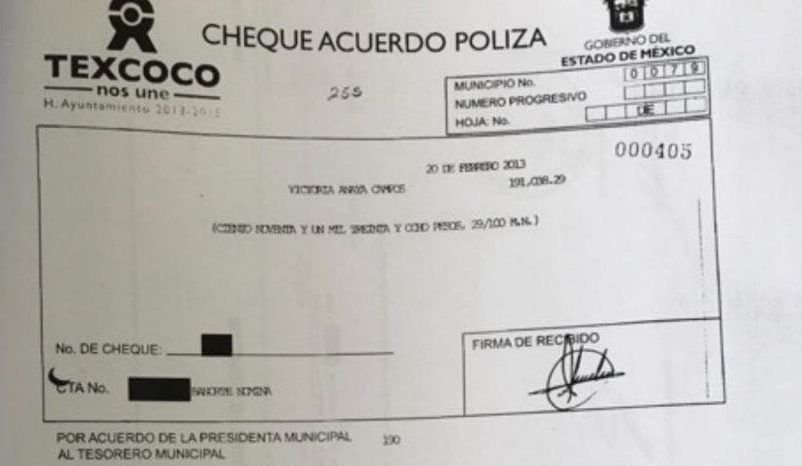 CHEQUE ACUERDO POLIZA
GOBIERNO DEL
ESTADO DE MÉXICO
TEXCOCO
nos une
H. Ayuntamiento 2013-2015
255
MUNICIPIO No. 0 0 7 9
NUMERO PROGRESIVO
HOJA: No. DE
000405
20 DE FEBRERO 2013
VICTORIA ANAYA CAMPOS 191,038.29
(CIENTO NOVENTA Y UN MIL TREINTA Y OCHO PESOS, 29/100 M.N.)
No. DE CHEQUE:
FIRMA DE RECIBIDO
CTA No. BANORTE NOMINA
POR ACUERDO DE LA PRESIDENTA MUNICIPAL 190
AL TESORERO MUNICIPAL